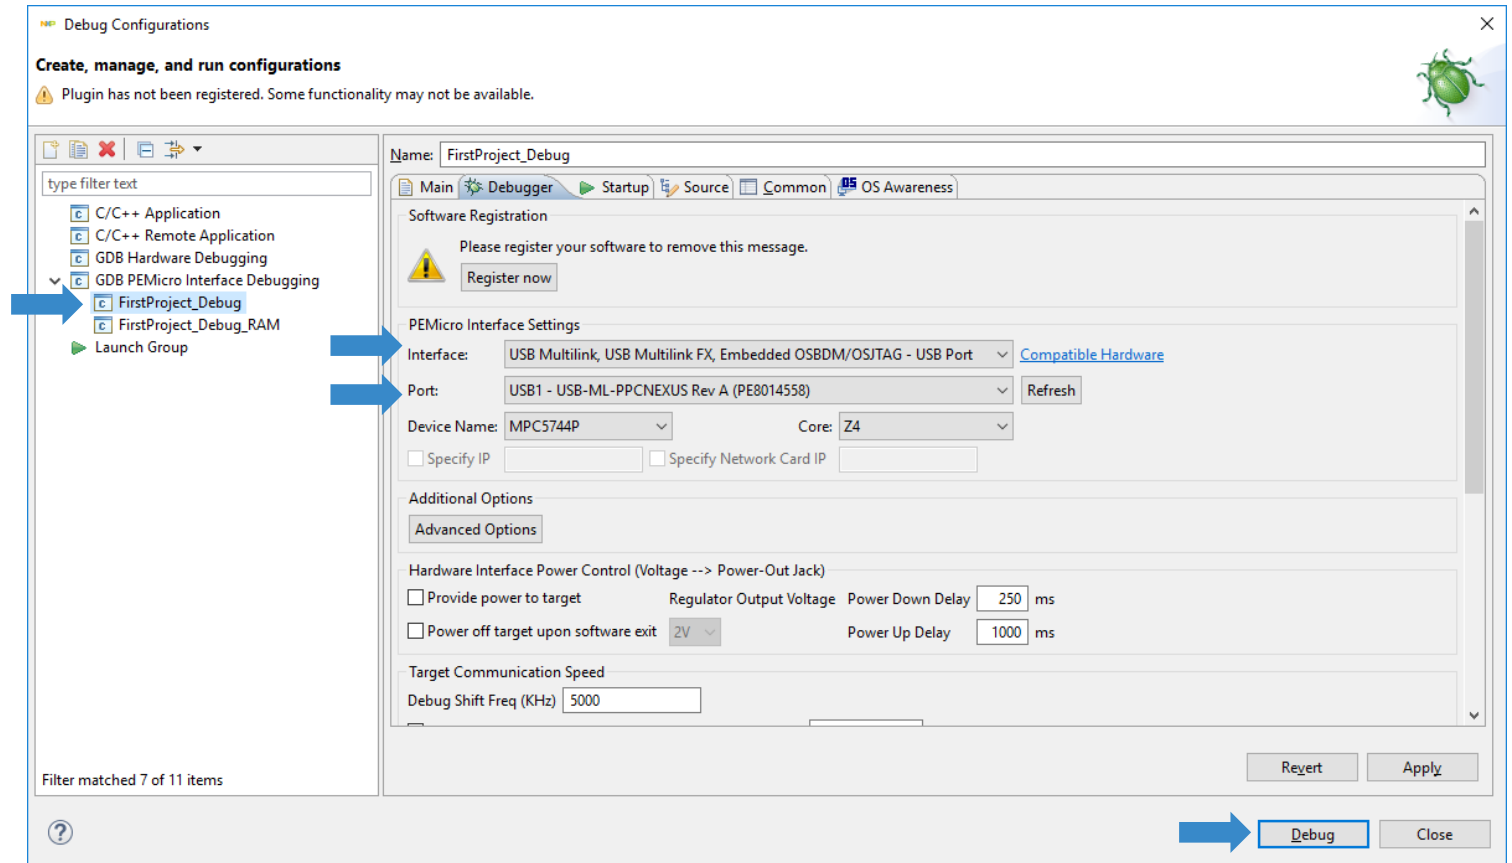 NXP Debug Configurations
Create, manage, and run configurations
Plugin has not been registered. Some functionality may not be available.
type filter text
C/C++ Application
C/C++ Remote Application
GDB Hardware Debugging
GDB PEMicro Interface Debugging
FirstProject_Debug
FirstProject_Debug_RAM
Launch Group
Filter matched 7 of 11 items
Name: FirstProject_Debug
Main Debugger Startup Source Common OS OS Awareness
Software Registration
Please register your software to remove this message.
Register now
PEMicro Interface Settings
Interface: USB Multilink, USB Multilink FX, Embedded OSBDM/OSJTAG - USB Port Compatible Hardware
Port: USB1 - USB-ML-PPCNEXUS Rev A (PE8014558) Refresh
Device Name: MPC5744P Core: Z4
Specify IP Specify Network Card IP
Additional Options
Advanced Options
Hardware Interface Power Control (Voltage --> Power-Out Jack)
Provide power to target Regulator Output Voltage Power Down Delay 250 ms
Power off target upon software exit 2V Power Up Delay 1000 ms
Target Communication Speed
Debug Shift Freq (KHz) 5000
Revert Apply
? Debug Close